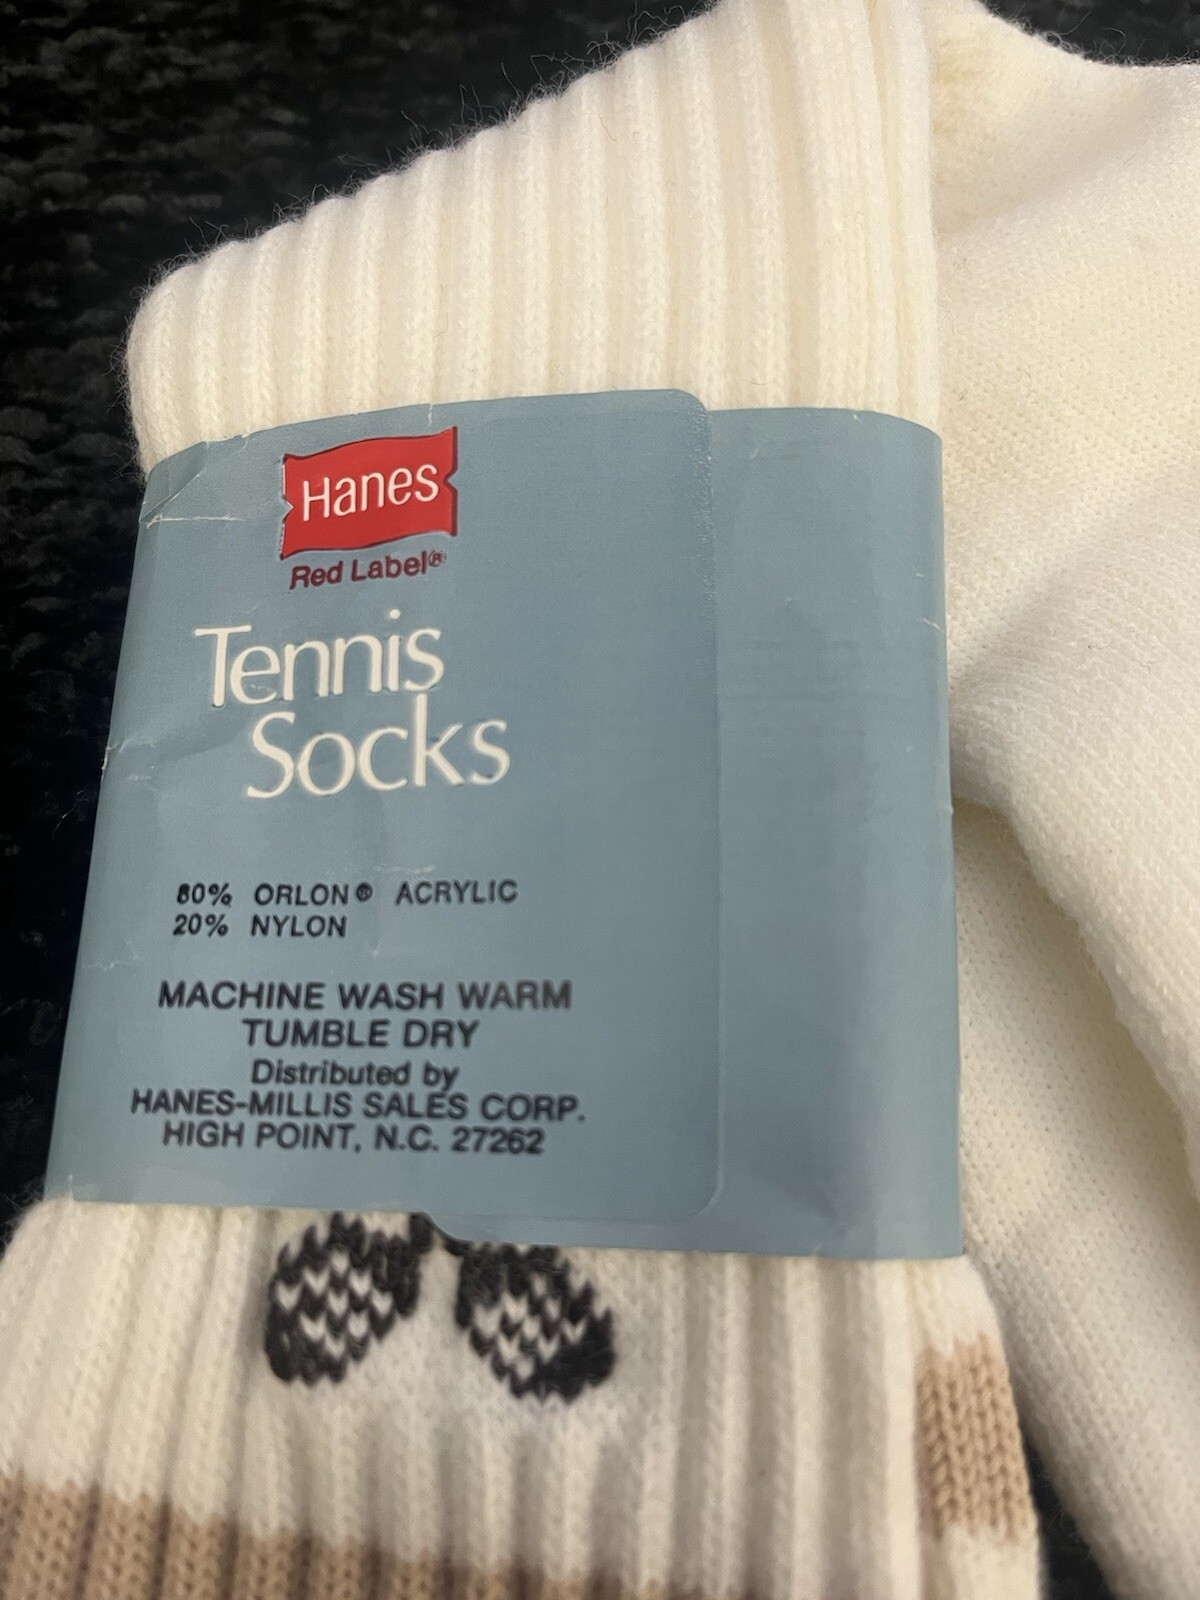 Hanes
Red Label®
Tennis
Socks
80% ORLON® ACRYLIC
20% NYLON
MACHINE WASH WARM
TUMBLE DRY
Distributed by
HANES-MILLIS SALES CORP.
HIGH POINT, N.C. 27262